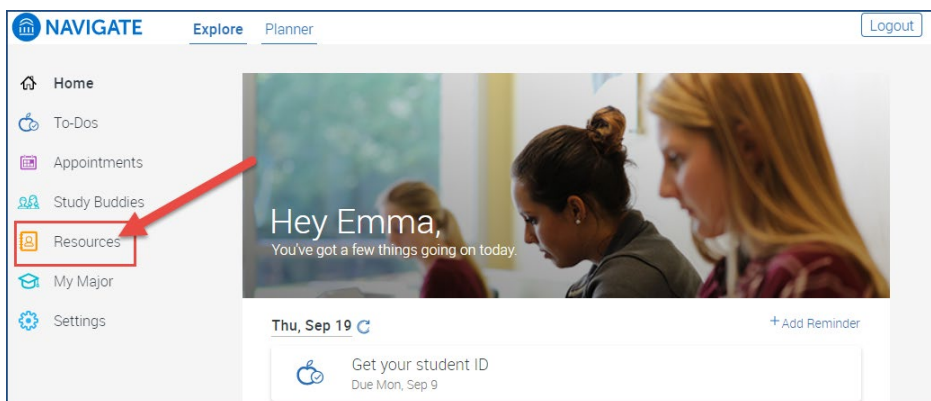 NAVIGATE
Explore Planner
Logout
Home
To-Dos
Appointments
Study Buddies
Resources
My Major
Settings
Hey Emma,
You've got a few things going on today.
Thu, Sep 19
+ Add Reminder
Get your student ID
Due Mon, Sep 9